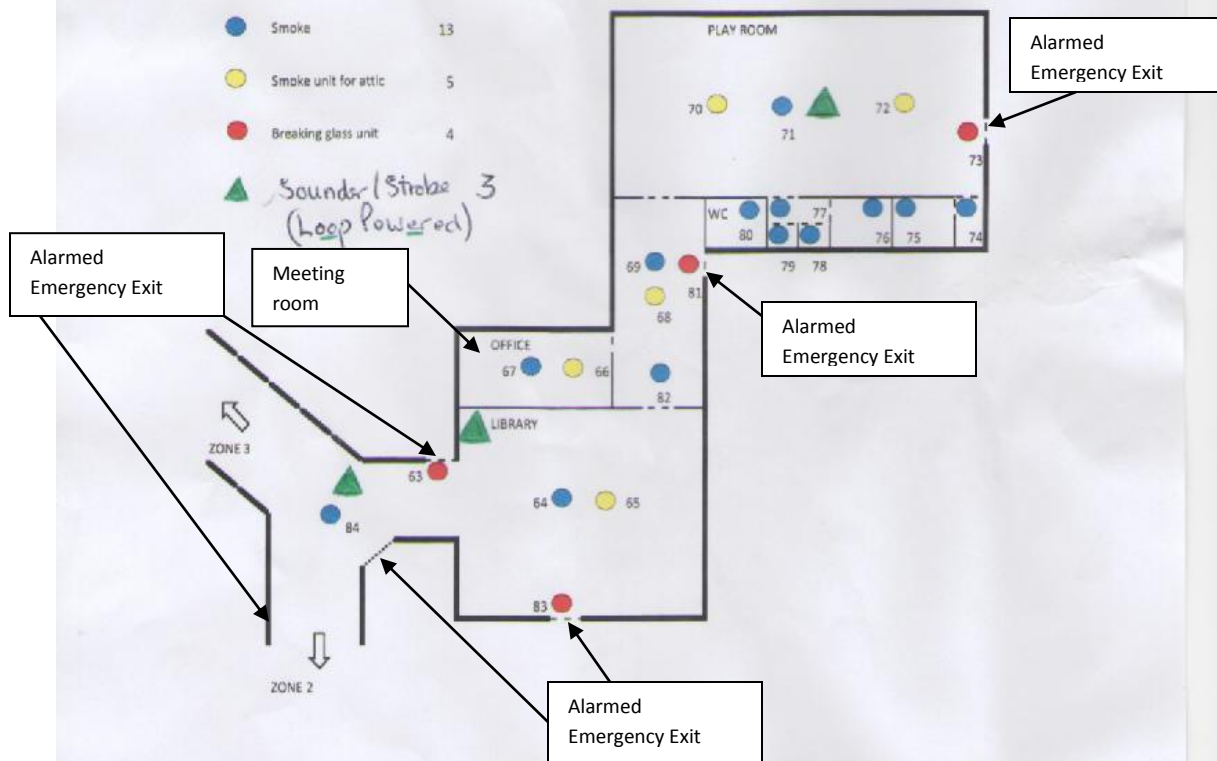 Smoke 13
Smoke unit for attic 5
Breaking glass unit 4
Sounder / Strobe 3
(Loop Powered)
PLAY ROOM
Alarmed
Emergency Exit
70
71
72
73
WC
80
77
79
78
76
75
74
Alarmed
Emergency Exit
Meeting
room
69
81
68
Alarmed
Emergency Exit
OFFICE
67
66
82
LIBRARY
ZONE 3
63
84
64
65
83
ZONE 2
Alarmed
Emergency Exit